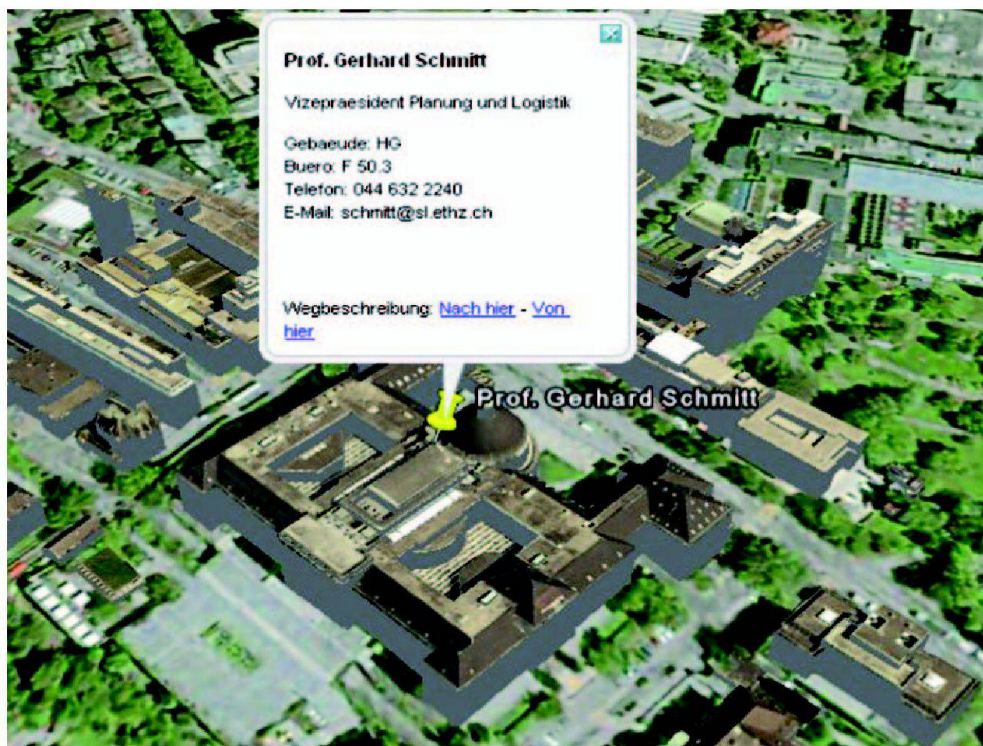 Prof. Gerhard Schmitt
Vizepraesident Planung und Logistik
Gebaeude: HG
Buero: F 50.3
Telefon: 044 632 2240
E-Mail: schmitt@sl.ethz.ch
Wegbeschreibung: Nach hier - Von
hier
Prof. Gerhard Schmitt